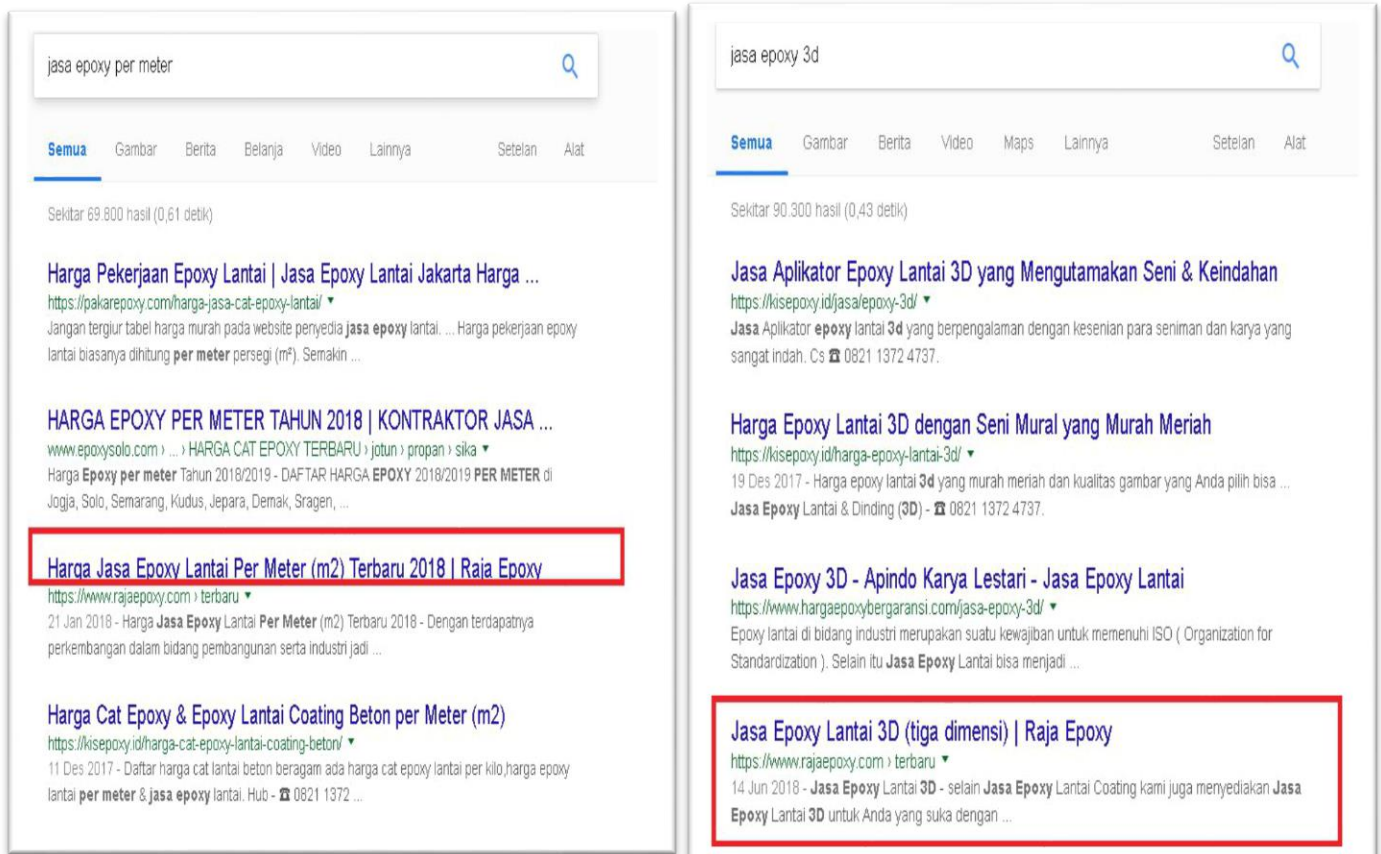 jasa epoxy per meter
Semua Gambar Berita Belanja Video Lainnya Setelan Alat
Sekitar 69.800 hasil (0,61 detik)
Harga Pekerjaan Epoxy Lantai | Jasa Epoxy Lantai Jakarta Harga ...
https://pakarepoxy.com/harga-jasa-cat-epoxy-lantai/ ▼
Jangan tergiur tabel harga murah pada website penyedia jasa epoxy lantai. ... Harga pekerjaan epoxy
lantai biasanya dihitung per meter persegi (m²). Semakin ...
HARGA EPOXY PER METER TAHUN 2018 | KONTRAKTOR JASA ...
www.epoxysolo.com › ... › HARGA CAT EPOXY TERBARU › jotun › propan › sika ▼
Harga Epoxy per meter Tahun 2018/2019 - DAFTAR HARGA EPOXY 2018/2019 PER METER di
Jogja, Solo, Semarang, Kudus, Jepara, Demak, Sragen, ...
Harga Jasa Epoxy Lantai Per Meter (m2) Terbaru 2018 | Raja Epoxy
https://www.rajaepoxy.com › terbaru ▼
21 Jan 2018 - Harga Jasa Epoxy Lantai Per Meter (m2) Terbaru 2018 - Dengan terdapatnya
perkembangan dalam bidang pembangunan serta industri jadi ...
Harga Cat Epoxy & Epoxy Lantai Coating Beton per Meter (m2)
https://kisepoxy.id/harga-cat-epoxy-lantai-coating-beton/ ▼
11 Des 2017 - Daftar harga cat lantai beton beragam ada harga cat epoxy lantai per kilo,harga epoxy
lantai per meter & jasa epoxy lantai. Hub - ☎ 0821 1372 ...
jasa epoxy 3d
Semua Gambar Berita Video Maps Lainnya Setelan Alat
Sekitar 90.300 hasil (0,43 detik)
Jasa Aplikator Epoxy Lantai 3D yang Mengutamakan Seni & Keindahan
https://kisepoxy.id/jasa/epoxy-3d/ ▼
Jasa Aplikator epoxy lantai 3d yang berpengalaman dengan kesenian para seniman dan karya yang
sangat indah. Cs ☎ 0821 1372 4737.
Harga Epoxy Lantai 3D dengan Seni Mural yang Murah Meriah
https://kisepoxy.id/harga-epoxy-lantai-3d/ ▼
19 Des 2017 - Harga epoxy lantai 3d yang murah meriah dan kualitas gambar yang Anda pilih bisa ...
Jasa Epoxy Lantai & Dinding (3D) - ☎ 0821 1372 4737.
Jasa Epoxy 3D - Apindo Karya Lestari - Jasa Epoxy Lantai
https://www.hargaepoxybergaransi.com/jasa-epoxy-3d/ ▼
Epoxy lantai di bidang industri merupakan suatu kewajiban untuk memenuhi ISO ( Organization for
Standardization ). Selain itu Jasa Epoxy Lantai bisa menjadi ...
Jasa Epoxy Lantai 3D (tiga dimensi) | Raja Epoxy
https://www.rajaepoxy.com › terbaru ▼
14 Jun 2018 - Jasa Epoxy Lantai 3D - selain Jasa Epoxy Lantai Coating kami juga menyediakan Jasa
Epoxy Lantai 3D untuk Anda yang suka dengan ...